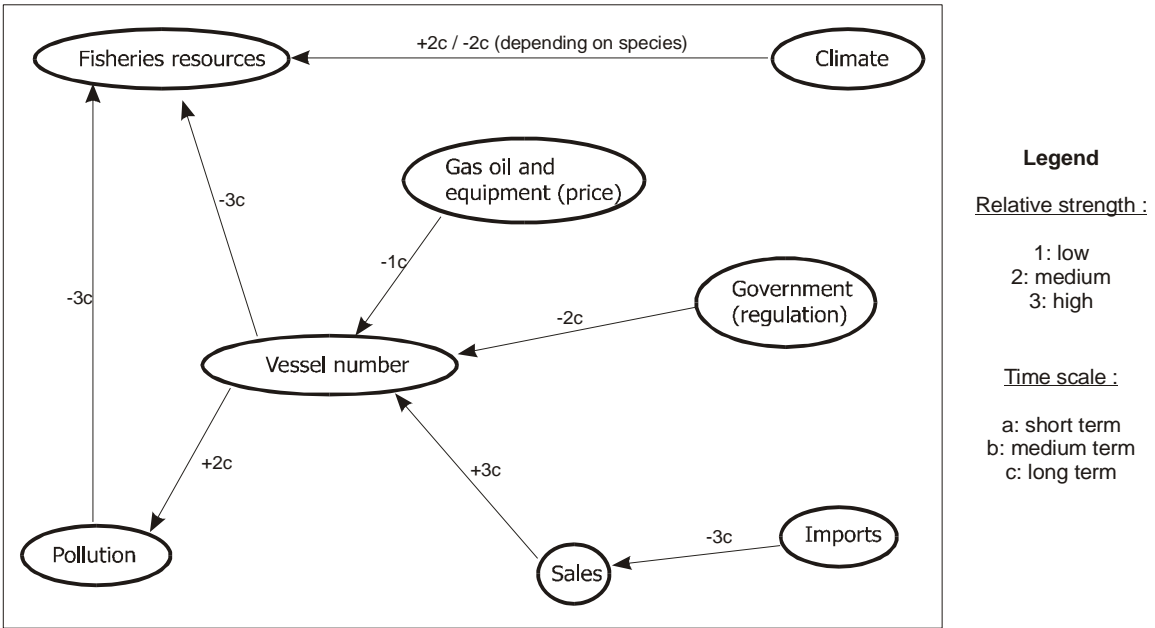 Fisheries resources
+2c / -2c (depending on species)
Climate
Gas oil and
equipment (price)
-3c
-1c
Government
(regulation)
-3c
-2c
Vessel number
+2c
+3c
Pollution
Sales
-3c
Imports
Legend
Relative strength :
1: low
2: medium
3: high
Time scale :
a: short term
b: medium term
c: long term